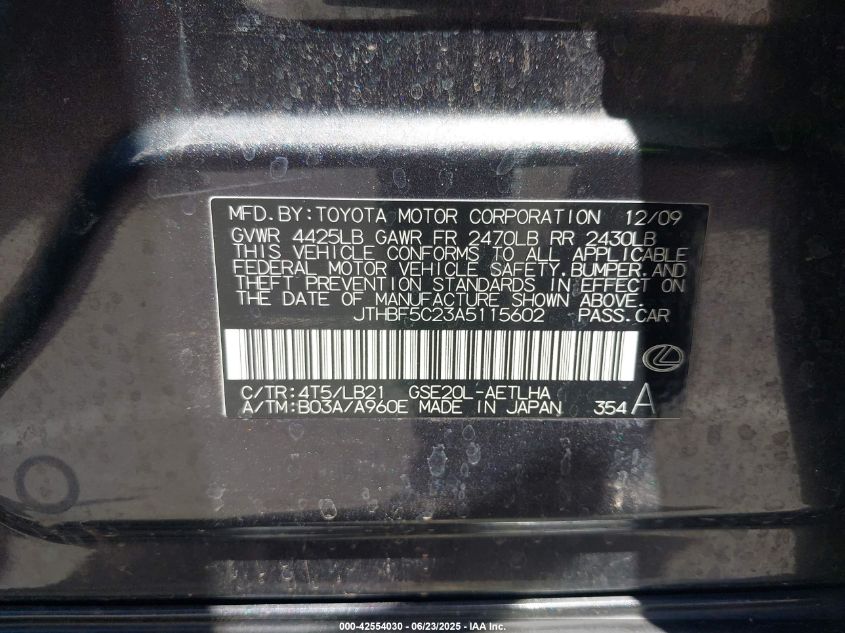 MFD.BY:TOYOTA MOTOR CORPORATION 12/09
GVWR 4425LB GAWR FR 2470LB RR 2430LB
THIS VEHICLE CONFORMS TO ALL APPLICABLE
FEDERAL MOTOR VEHICLE SAFETY,BUMPER,AND
THEFT PREVENTION STANDARDS IN EFFECT ON
THE DATE OF MANUFACTURE SHOWN ABOVE.
JTHBF5C23A5115602 PASS.CAR
C/TR:4T5/LB21 GSE20L-AETLHA
A/TM:B03A/A960E MADE IN JAPAN 354 A
000-42554030 - 06/23/2025 - IAA Inc.